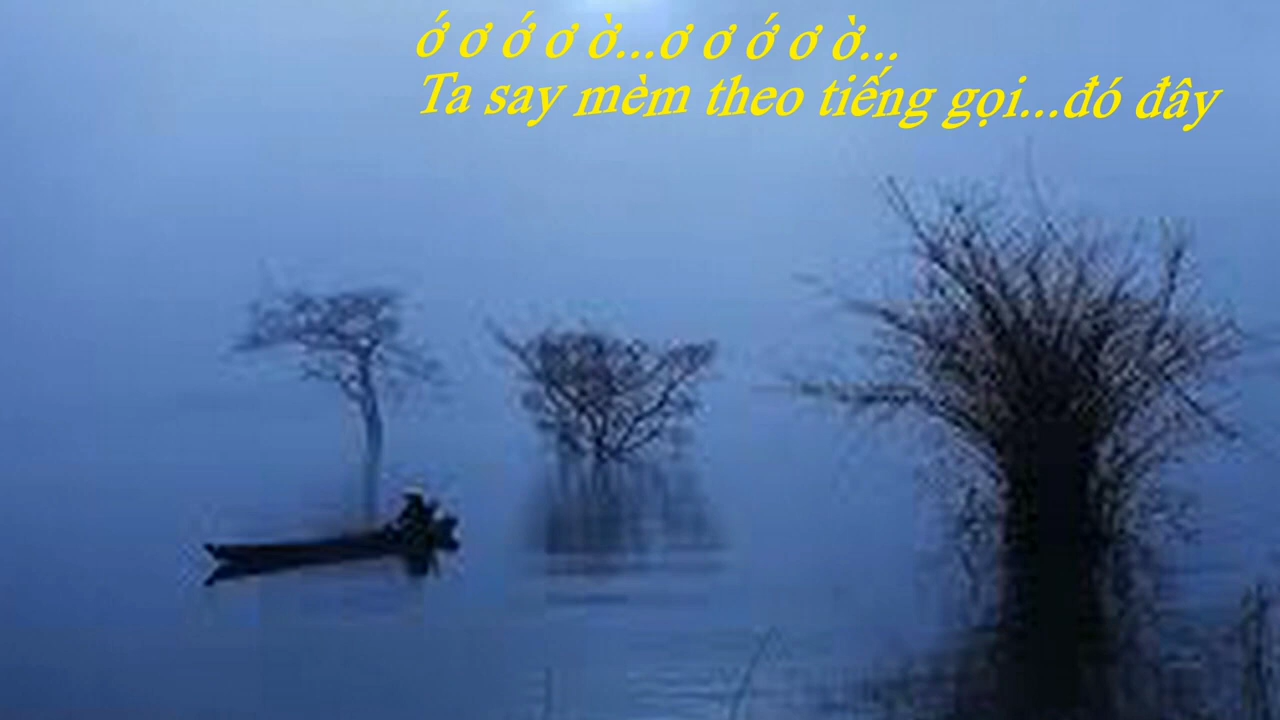 ớ ơ ớ ơ ờ...ơ ơ ớ ơ ờ...
Ta say mèm theo tiếng gọi...đó đây